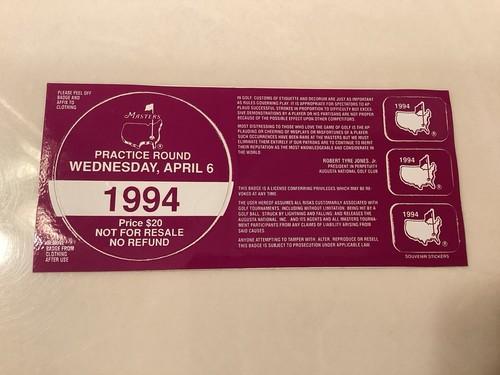 PLEASE PEEL OFF
BADGE AND
AFFIX TO
CLOTHING
MASTERS
®
PRACTICE ROUND
WEDNESDAY, APRIL 6
1994
Price $20
NOT FOR RESALE
NO REFUND
REMOVE
BADGE FROM
CLOTHING
AFTER USE
IN GOLF, CUSTOMS OF ETIQUETTE AND DECORUM ARE JUST AS IMPORTANT
AS RULES GOVERNING PLAY. IT IS APPROPRIATE FOR SPECTATORS TO AP-
PLAUD SUCCESSFUL STROKES IN PROPORTION TO DIFFICULTY BUT EXCES-
SIVE DEMONSTRATIONS BY A PLAYER OR HIS PARTISANS ARE NOT PROPER
BECAUSE OF THE POSSIBLE EFFECT UPON OTHER COMPETITORS.
MOST DISTRESSING TO THOSE WHO LOVE THE GAME OF GOLF IS THE AP-
PLAUDING OR CHEERING OF MISPLAYS OR MISFORTUNES OF A PLAYER.
SUCH OCCURRENCES HAVE BEEN RARE AT THE MASTERS BUT WE MUST
ELIMINATE THEM ENTIRELY IF OUR PATRONS ARE TO CONTINUE TO MERIT
THEIR REPUTATION AS THE MOST KNOWLEDGEABLE AND CONSIDERATE IN
THE WORLD.
ROBERT TYRE JONES, Jr.
PRESIDENT IN PERPETUITY
AUGUSTA NATIONAL GOLF CLUB
THIS BADGE IS A LICENSE CONFERRING PRIVILEGES WHICH MAY BE RE-
VOKED AT ANY TIME.
THE USER HEREOF ASSUMES ALL RISKS CUSTOMARILY ASSOCIATED WITH
GOLF TOURNAMENTS, INCLUDING WITHOUT LIMITATION, BEING HIT BY A
GOLF BALL, STRUCK BY LIGHTNING AND FALLING, AND RELEASES THE
AUGUSTA NATIONAL, INC. AND ITS AGENTS AND ALL MASTERS TOURNA-
MENT PARTICIPANTS FROM ANY CLAIMS OF LIABILITY ARISING FROM
SAID CAUSES.
ANYONE ATTEMPTING TO TAMPER WITH, ALTER, REPRODUCE OR RESELL
THIS BADGE IS SUBJECT TO PROSECUTION UNDER APPLICABLE LAW.
1994
®
1994
®
1994
®
SOUVENIR STICKERS